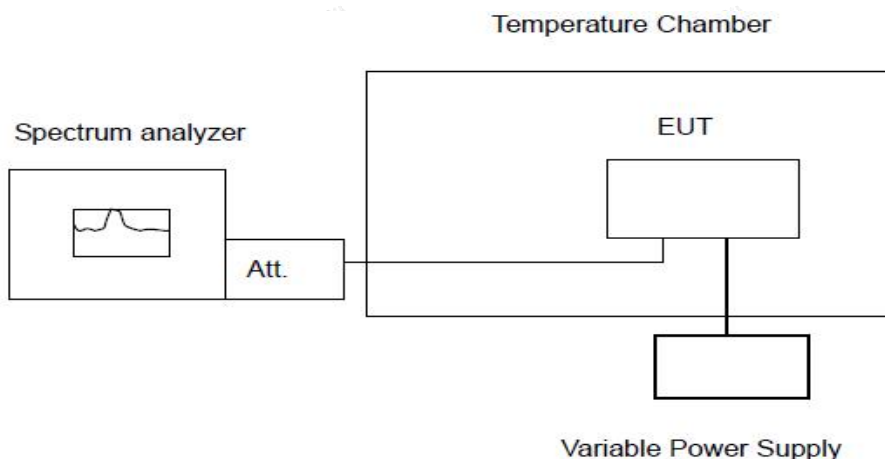 Temperature Chamber
Spectrum analyzer
EUT
Att.
Variable Power Supply